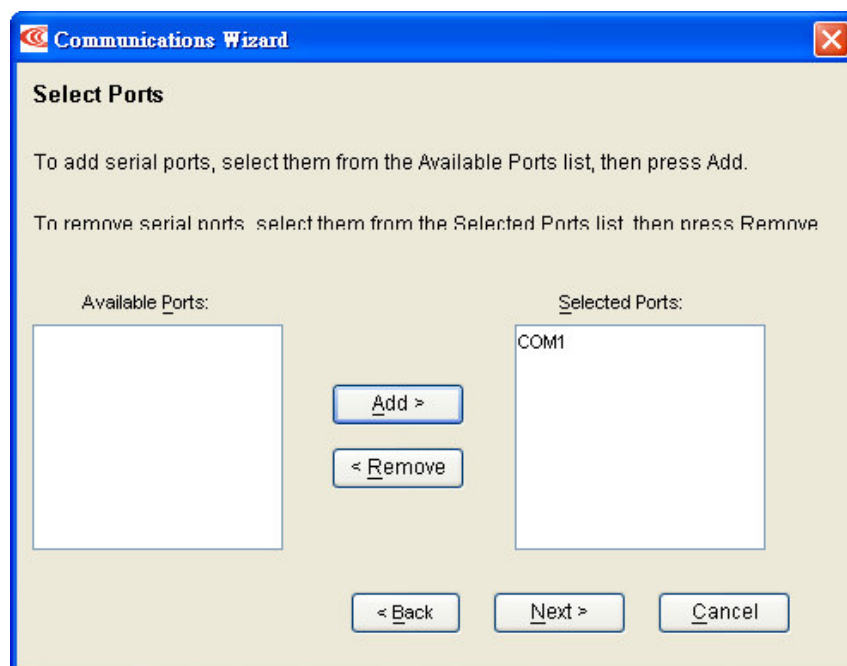 Communications Wizard
Select Ports
To add serial ports, select them from the Available Ports list, then press Add.
To remove serial ports, select them from the Selected Ports list, then press Remove
Available Ports:
Selected Ports:
COM1
Add >
< Remove
< Back
Next >
Cancel